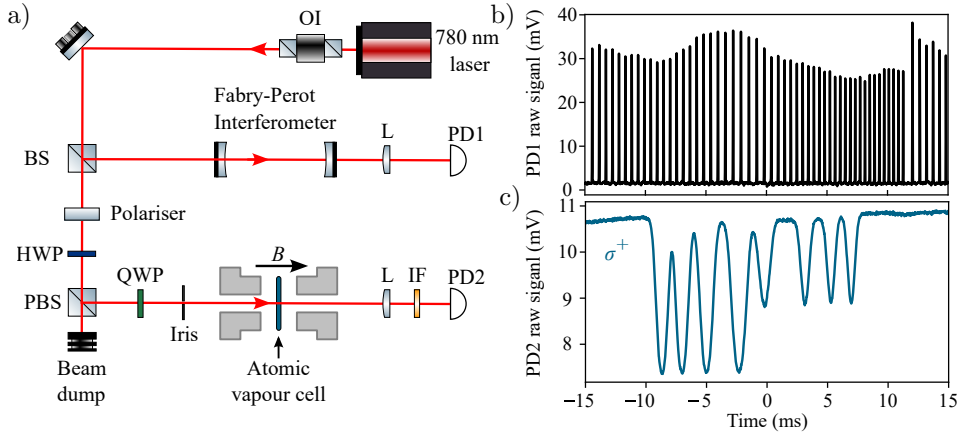 a)
OI
780 nm
laser
Fabry-Perot
Interferometer
L
PD1
BS
Polariser
HWP
QWP
B
L
IF
PD2
PBS
Iris
Beam
dump
Atomic
vapour cell
b)
PD1 raw siganl (mV)
40
30
20
10
0
c)
PD2 raw siganl (mV)
11
10
9
8
σ+
−15
−10
−5
0
5
10
15
Time (ms)